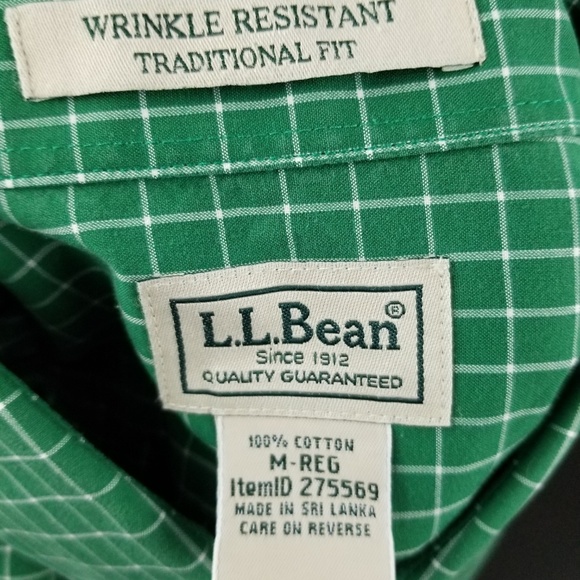 WRINKLE RESISTANT
TRADITIONAL FIT
L.L.Bean®
Since 1912
QUALITY GUARANTEED
100% COTTON
M-REG
ItemID 275569
MADE IN SRI LANKA
CARE ON REVERSE